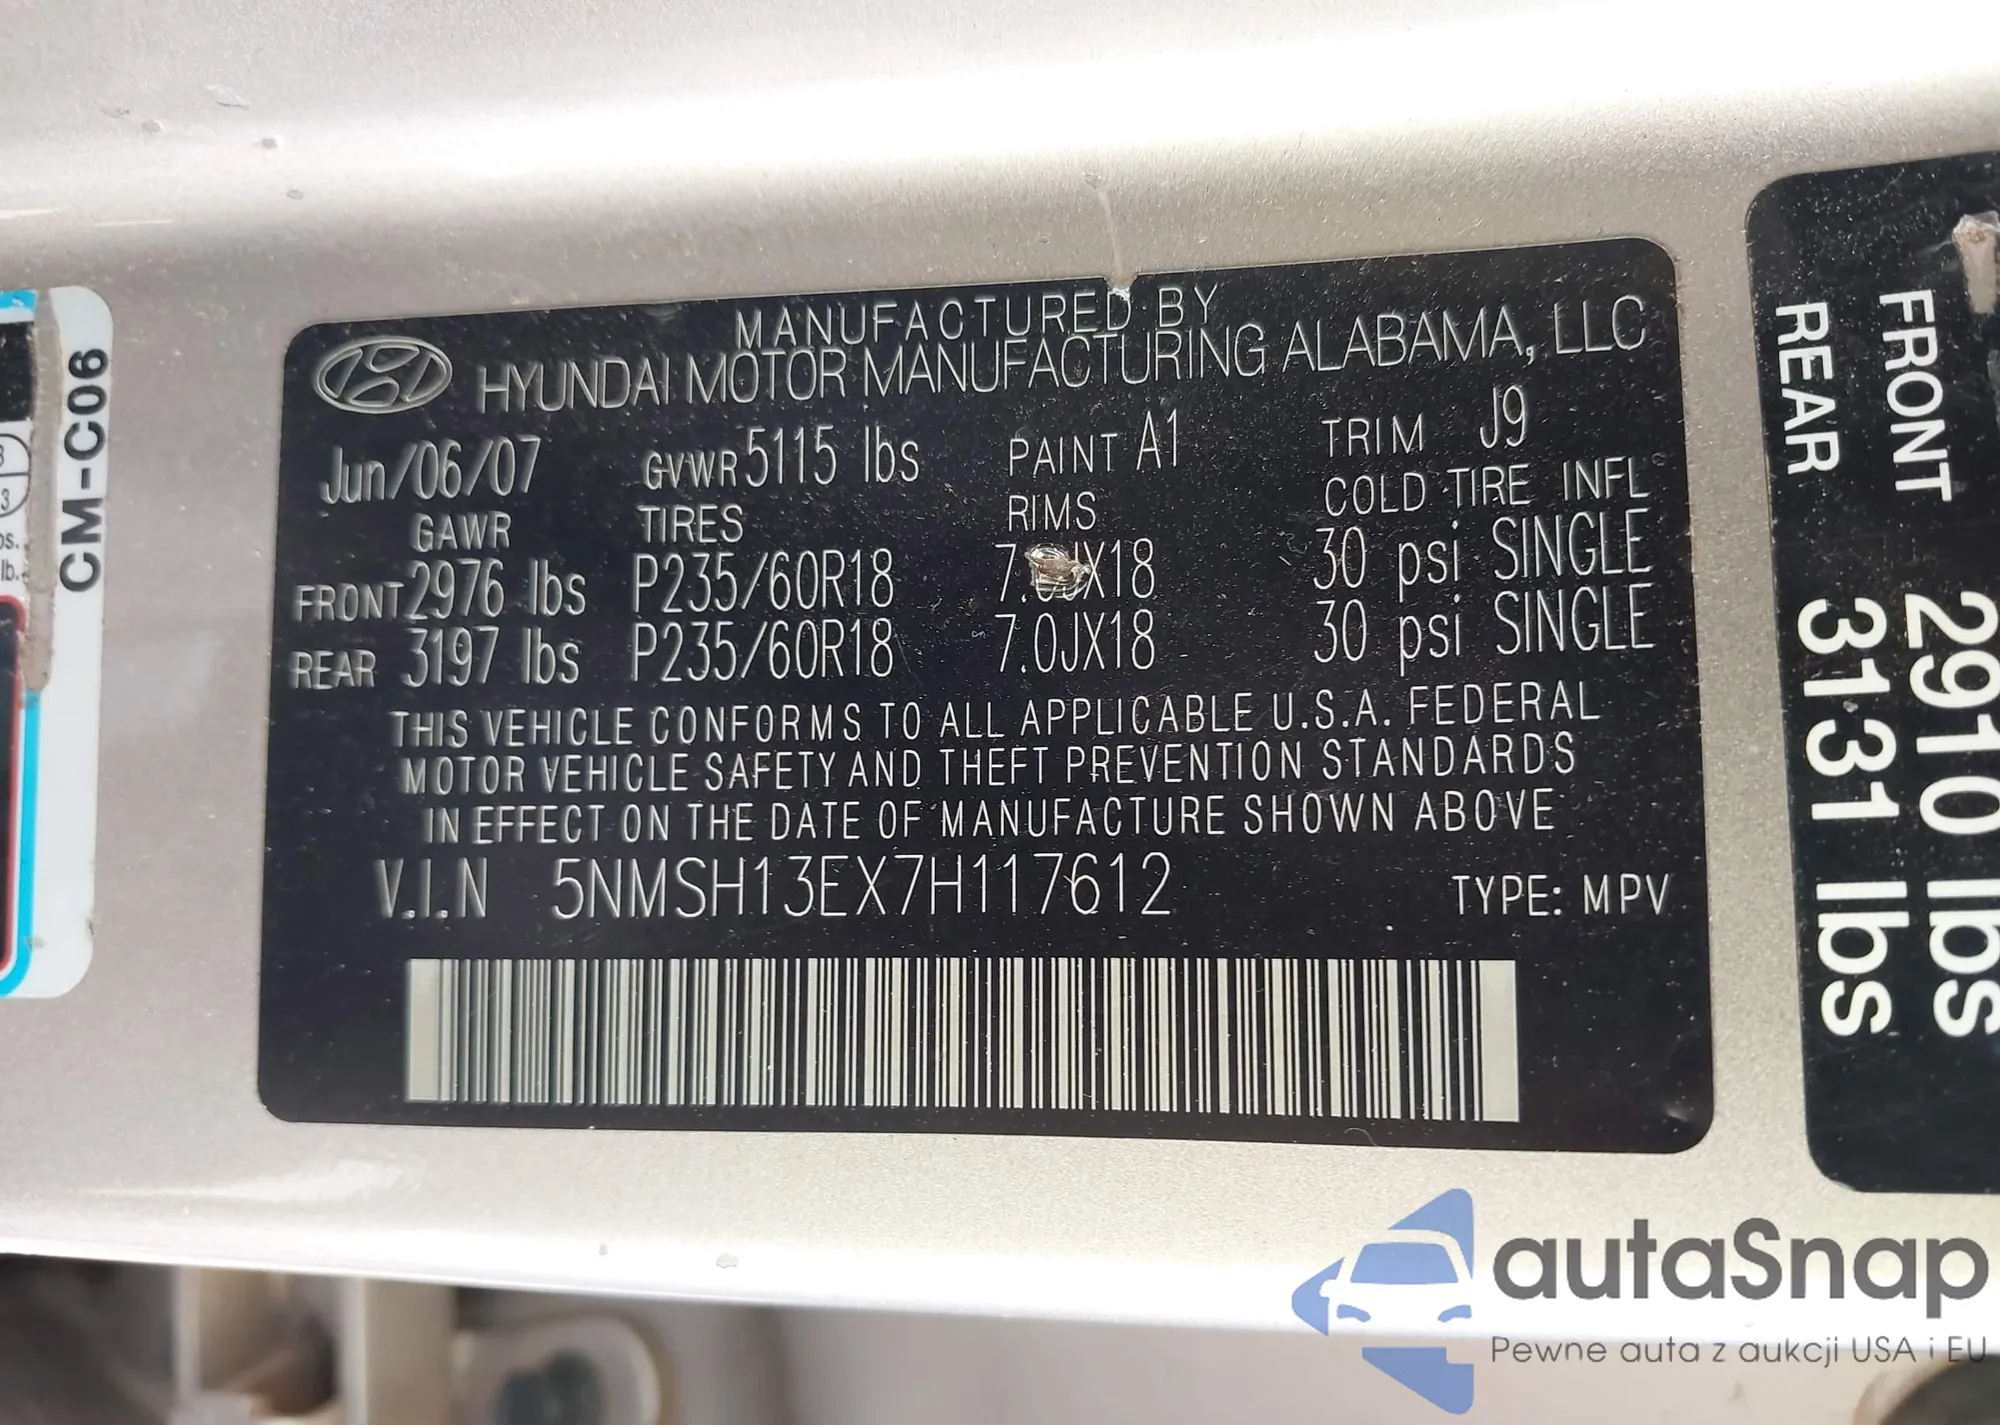 MANUFACTURED BY
HYUNDAI MOTOR MANUFACTURING ALABAMA, LLC
Jun/06/07 GVWR 5115 lbs PAINT A1 TRIM J9
GAWR TIRES RIMS COLD TIRE INFL
FRONT 2976 lbs P235/60R18 7. JX18 30 psi SINGLE
REAR 3197 lbs P235/60R18 7.0JX18 30 psi SINGLE
THIS VEHICLE CONFORMS TO ALL APPLICABLE U.S.A. FEDERAL
MOTOR VEHICLE SAFETY AND THEFT PREVENTION STANDARDS
IN EFFECT ON THE DATE OF MANUFACTURE SHOWN ABOVE
V.I.N 5NMSH13EX7H117612 TYPE: MPV
CM-C06
FRONT 2910 lbs
REAR 3131 lbs
autaSnap
Pewne auta z aukcji USA i EU